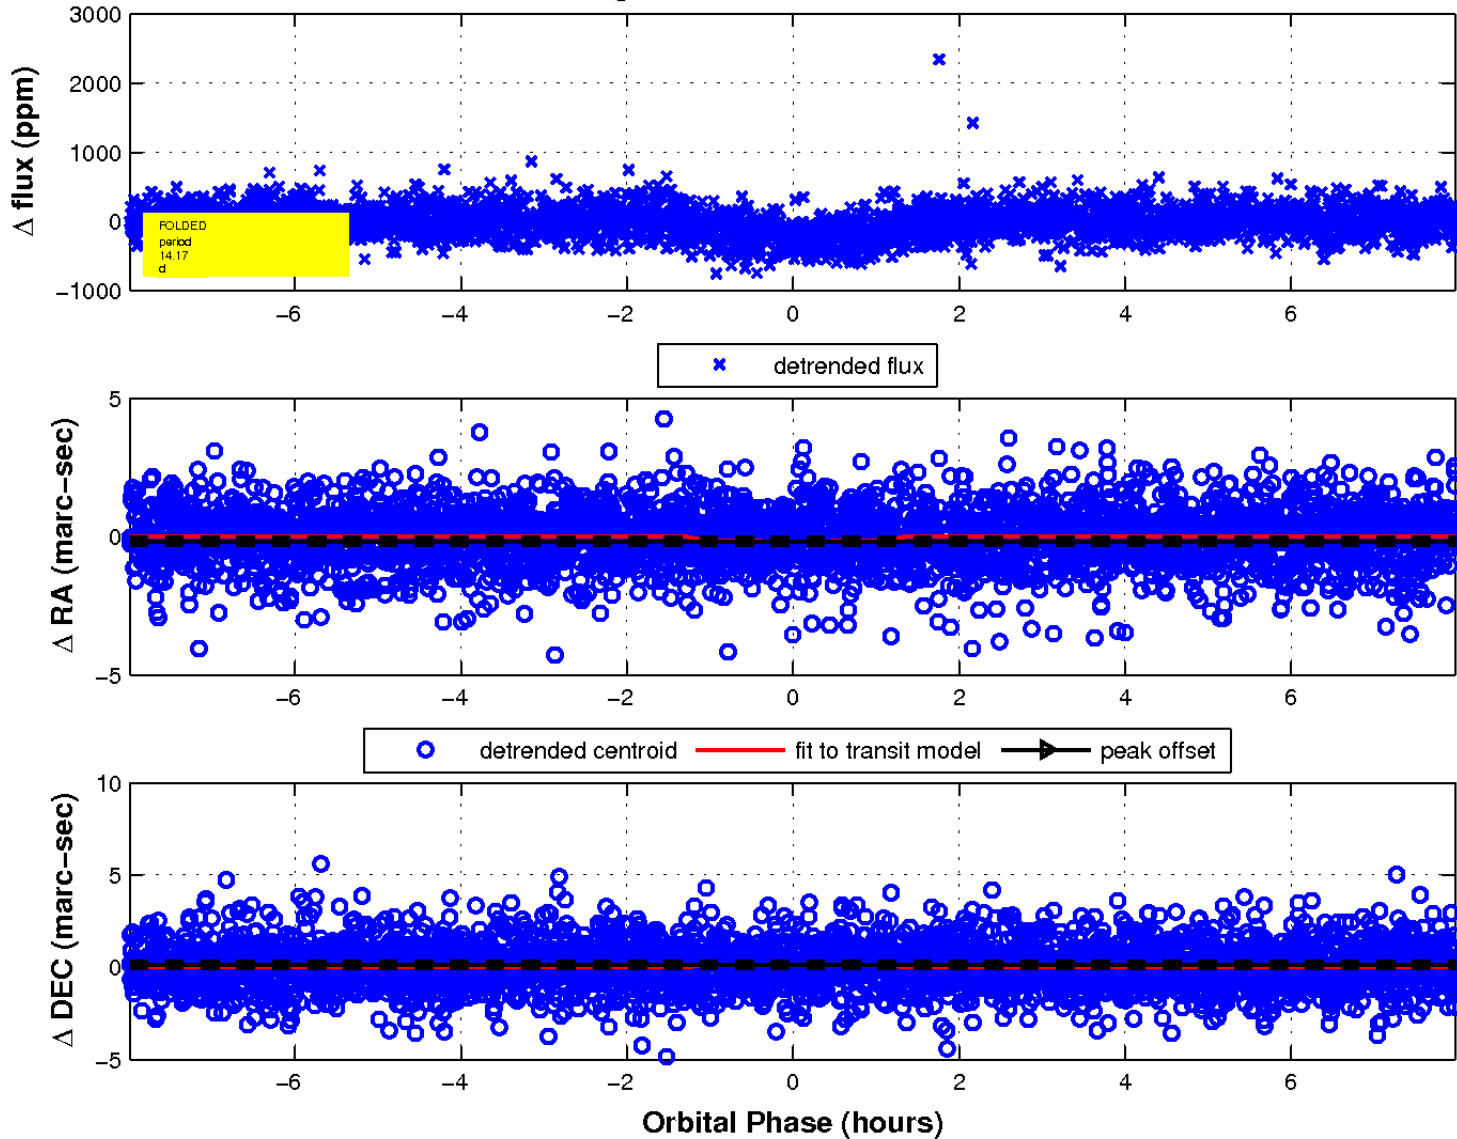 3000
2000
1000
0
−1000
Δ flux (ppm)
FOLDED
period
14.17
d
−6 −4 −2 0 2 4 6
detrended flux
5
0
−5
Δ RA (marc−sec)
−6 −4 −2 0 2 4 6
detrended centroid fit to transit model peak offset
10
5
0
−5
Δ DEC (marc−sec)
−6 −4 −2 0 2 4 6
Orbital Phase (hours)